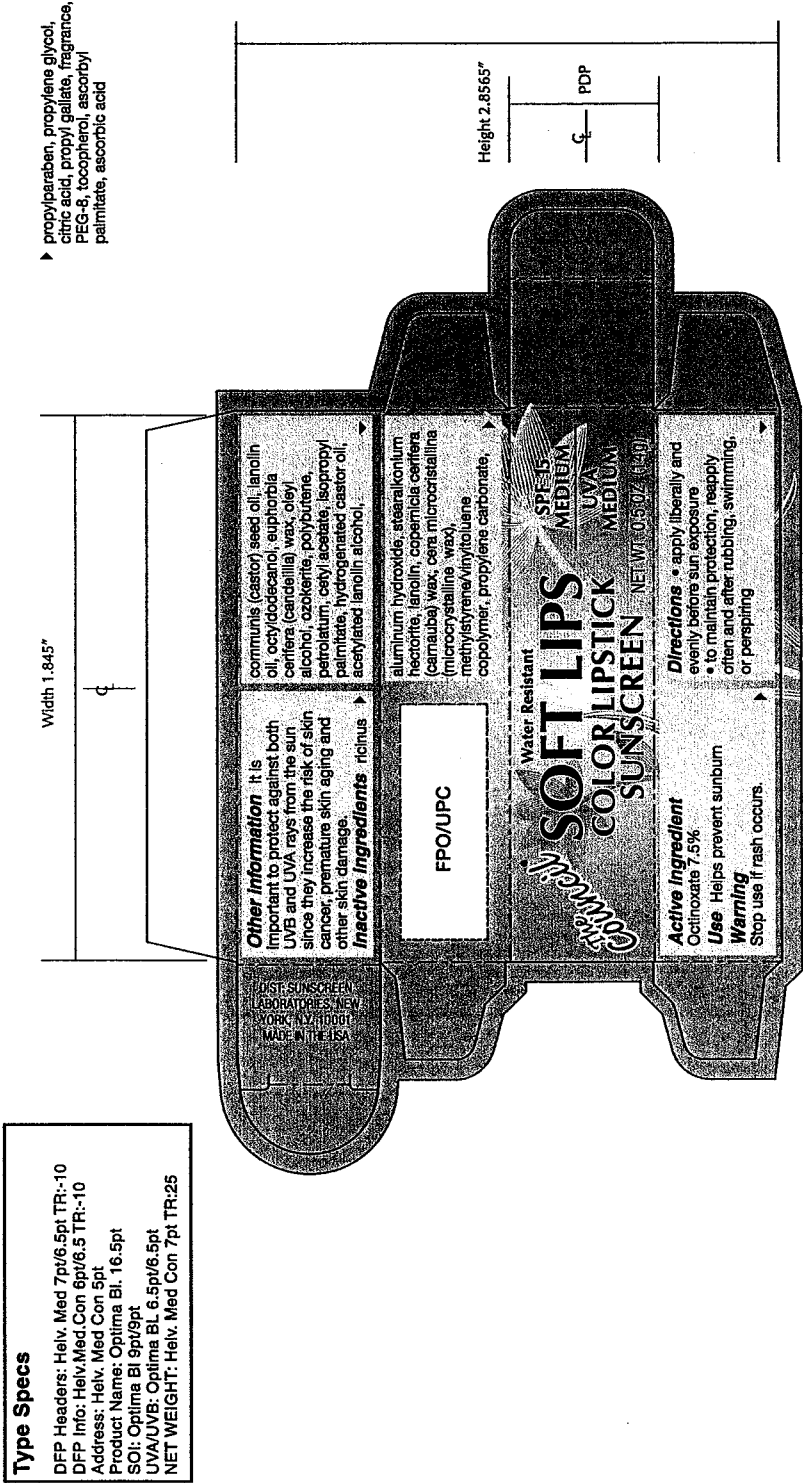 Type Specs
DFP Headers: Helv. Med 7pt/6.5pt TR:-10
DFP Info: Helv.Med.Con 6pt/6.5 TR:-10
Address: Helv. Med Con 5pt
Product Name: Optima Bl. 16.5pt
SOI: Optima Bl 9pt/9pt
UVA/UVB: Optima BL 6.5pt/6.5pt
NET WEIGHT: Helv. Med Con 7pt TR:25
Width 1.845"
CL
DIST: SUNSCREEN
LABORATORIES, NEW
YORK, N.Y. 10001
MADE IN THE USA
Other Information It is
important to protect against both
UVB and UVA rays from the sun
since they increase the risk of skin
cancer, premature skin aging and
other skin damage.
Inactive Ingredients ricinus
communis (castor) seed oil, lanolin
oil, octyldodecanol, euphorbia
cerifera (candelilla) wax, oleyl
alcohol, ozokerite, polybutene,
petrolatum, cetyl acetate, isopropyl
palmitate, hydrogenated castor oil,
acetylated lanolin alcohol,
FPO/UPC
aluminum hydroxide, stearalkonium
hectorite, lanolin, copernicia cerifera
(carnauba) wax, cera microcristallina
(microcrystalline wax),
methylstyrene/vinyltoluene
copolymer, propylene carbonate,
The
Council
Water Resistant
SOFT LIPS
COLOR LIPSTICK
SUNSCREEN
SPF 15
MEDIUM
UVA
MEDIUM
NET WT. 0.5 OZ. (14g)
Active Ingredient
Octinoxate 7.5%
Use Helps prevent sunburn
Warning
Stop use if rash occurs.
Directions • apply liberally and
evenly before sun exposure
• to maintain protection, reapply
often and after rubbing, swimming,
or perspiring
propylparaben, propylene glycol,
citric acid, propyl gallate, fragrance,
PEG-8, tocopherol, ascorbyl
palmitate, ascorbic acid
Height 2.8565"
CL
PDP